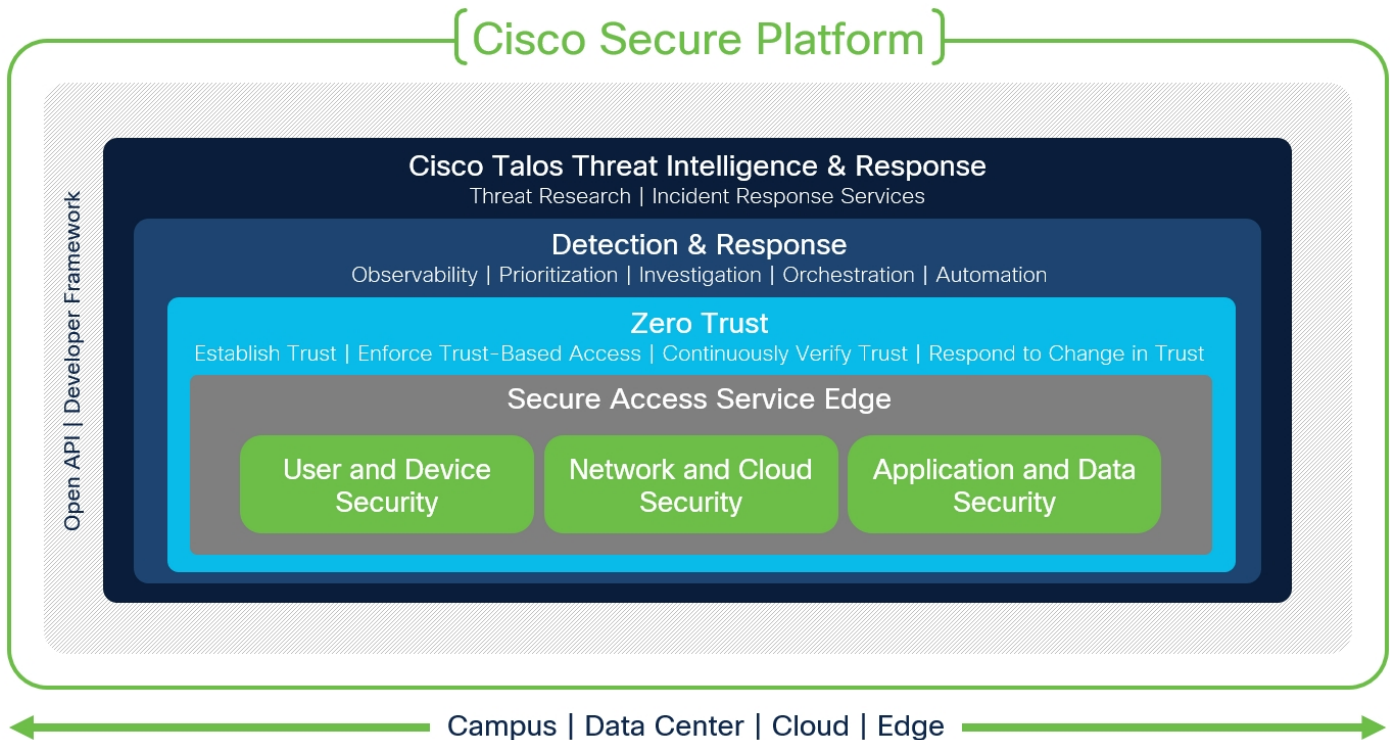 Cisco Secure Platform
Open API | Developer Framework
Cisco Talos Threat Intelligence & Response
Threat Research | Incident Response Services
Detection & Response
Observability | Prioritization | Investigation | Orchestration | Automation
Zero Trust
Establish Trust | Enforce Trust-Based Access | Continuously Verify Trust | Respond to Change in Trust
Secure Access Service Edge
User and Device
Security
Network and Cloud
Security
Application and Data
Security
Campus | Data Center | Cloud | Edge